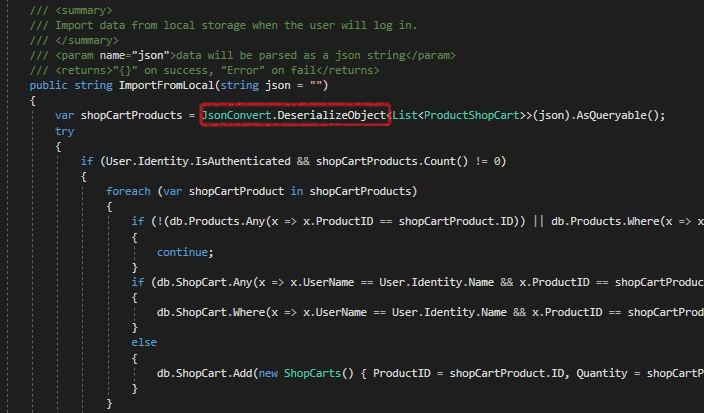 /// <summary>
/// Import data from local storage when the user will log in.
/// </summary>
/// <param name="json">data will be parsed as a json string</param>
/// <returns>"{}" on success, "Error" on fail</returns>
public string ImportFromLocal(string json = "")
{
var shopCartProducts = JsonConvert.DeserializeObject<List<ProductShopCart>>(json).AsQueryable();
try
{
if (User.Identity.IsAuthenticated && shopCartProducts.Count() != 0)
{
foreach (var shopCartProduct in shopCartProducts)
{
if (!(db.Products.Any(x => x.ProductID == shopCartProduct.ID)) || db.Products.Where(x => x
{
continue;
}
if (db.ShopCart.Any(x => x.UserName == User.Identity.Name && x.ProductID == shopCartProduc
{
db.ShopCart.Where(x => x.UserName == User.Identity.Name && x.ProductID == shopCartProd
}
else
{
db.ShopCart.Add(new ShopCarts() { ProductID = shopCartProduct.ID, Quantity = shopCartP
}
}